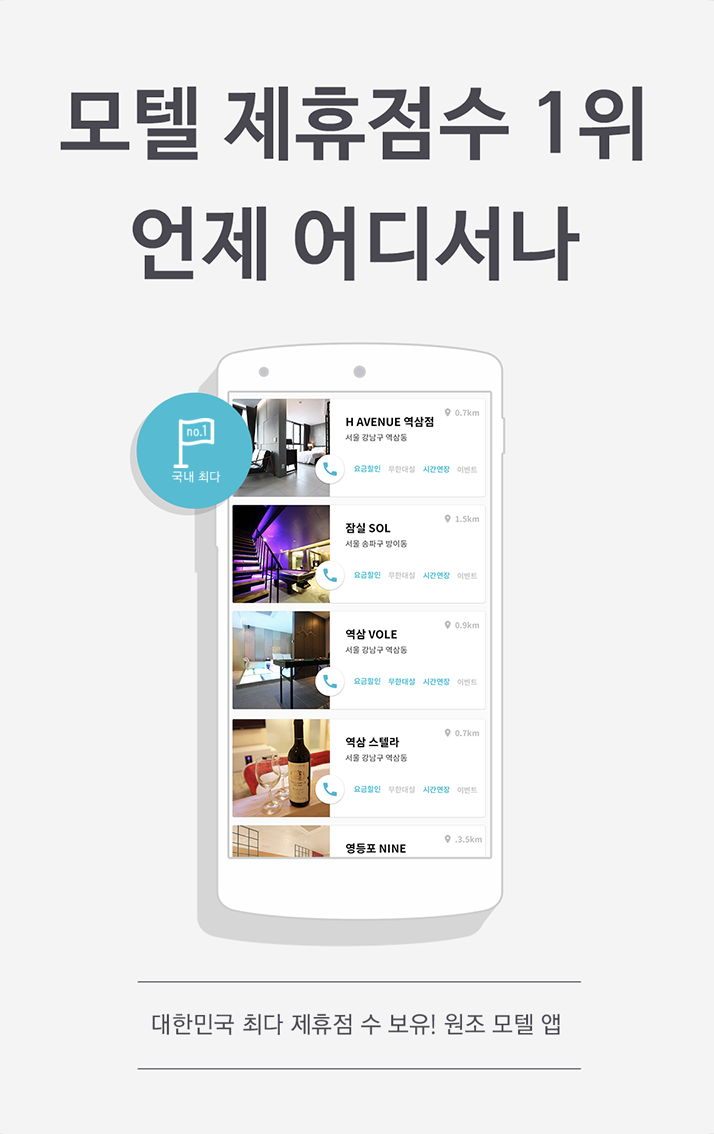 모텔 제휴점수 1위
언제 어디서나
no.1
국내 최다
H AVENUE 역삼점
0.7km
서울 강남구 역삼동
요금할인 무한대실 시간연장 이벤트
잠실 SOL
1.5km
서울 송파구 방이동
요금할인 무한대실 시간연장 이벤트
역삼 VOLE
0.9km
서울 강남구 역삼동
요금할인 무한대실 시간연장 이벤트
역삼 스텔라
0.7km
서울 강남구 역삼동
요금할인 무한대실 시간연장 이벤트
영등포 NINE
.3.5km
대한민국 최다 제휴점 수 보유! 원조 모텔 앱